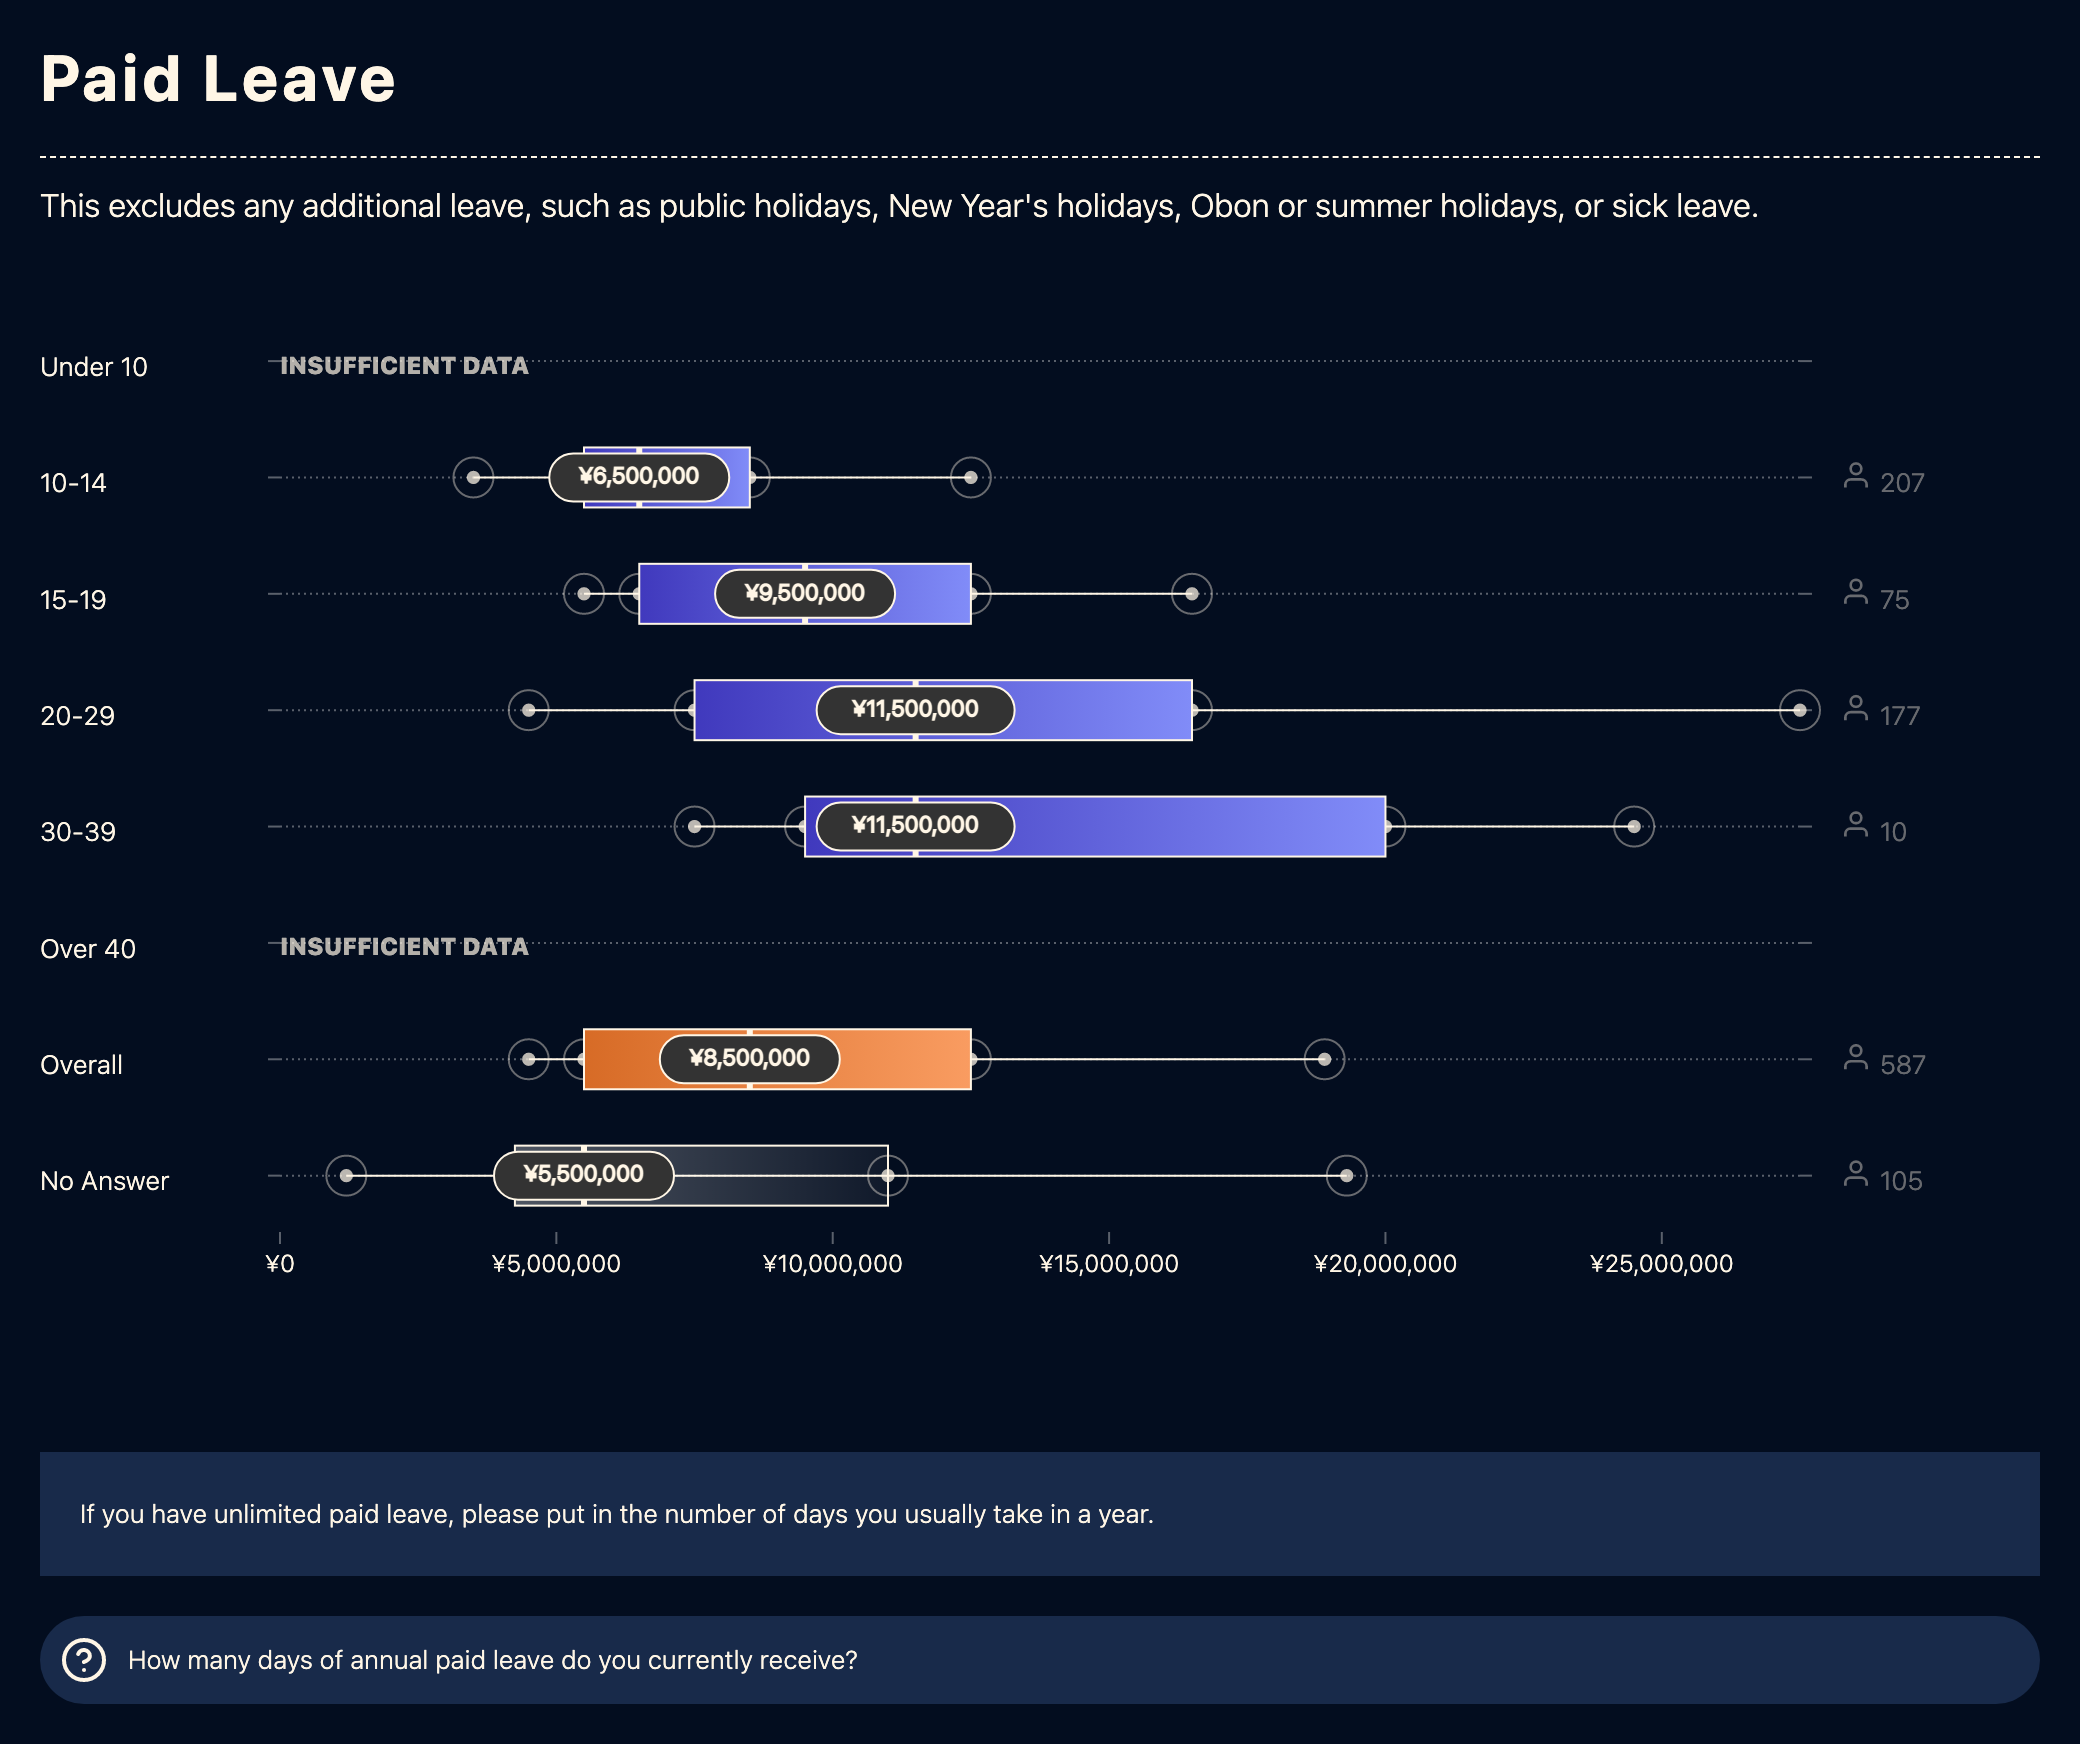 Paid Leave
This excludes any additional leave, such as public holidays, New Year's holidays, Obon or summer holidays, or sick leave.
Under 10 INSUFFICIENT DATA
10-14 ¥6,500,000 207
15-19 ¥9,500,000 75
20-29 ¥11,500,000 177
30-39 ¥11,500,000 10
Over 40 INSUFFICIENT DATA
Overall ¥8,500,000 587
No Answer ¥5,500,000 105
¥0 ¥5,000,000 ¥10,000,000 ¥15,000,000 ¥20,000,000 ¥25,000,000
If you have unlimited paid leave, please put in the number of days you usually take in a year.
How many days of annual paid leave do you currently receive?